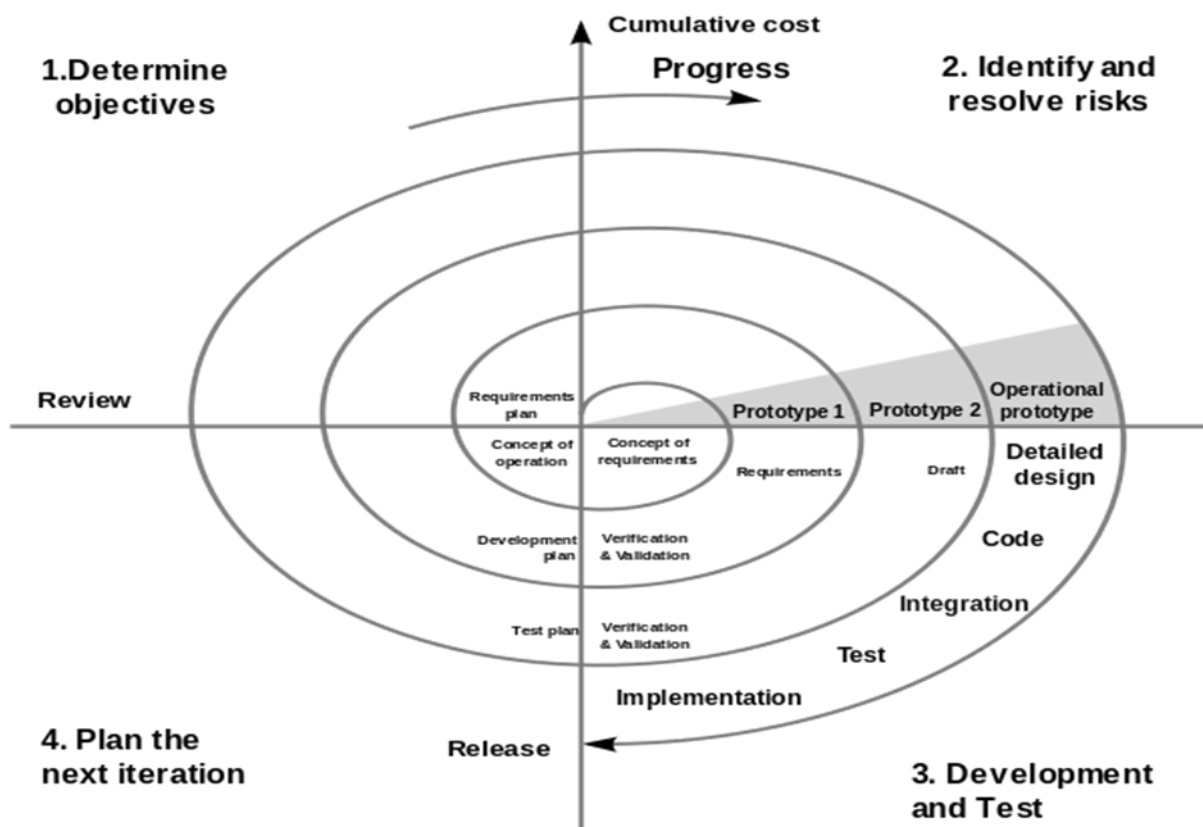 Cumulative cost
1.Determine
objectives
Progress
2. Identify and
resolve risks
Review
Requirements
plan
Concept of
operation
Concept of
requirements
Prototype 1
Prototype 2
Operational
prototype
Requirements
Draft
Detailed
design
Development
plan
Verification
& Validation
Code
Integration
Test plan
Verification
& Validation
Test
Implementation
Release
4. Plan the
next iteration
3. Development
and Test